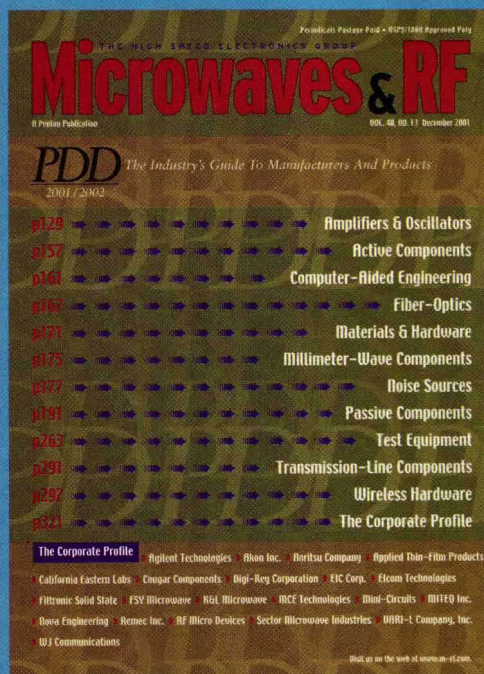 Periodicals Postage Paid • USPS/1800 Approved Poly
THE HIGH SPEED ELECTRONICS GROUP
Microwaves & RF
A Penton Publication
VOL. 40, NO. 13 December 2001
PDD The Industry's Guide To Manufacturers And Products
2001/2002
p129 Amplifiers & Oscillators
p157 Active Components
p161 Computer-Aided Engineering
p167 Fiber-Optics
p171 Materials & Hardware
p175 Millimeter-Wave Components
p177 Noise Sources
p191 Passive Components
p263 Test Equipment
p291 Transmission-Line Components
p297 Wireless Hardware
p321 The Corporate Profile
The Corporate Profile Agilent Technologies Akon Inc. Anritsu Company Applied Thin-Film Products
California Eastern Labs Cougar Components Digi-Key Corporation EIC Corp. Elcom Technologies
Filtronic Solid State FSY Microwave K&L Microwave MCE Technologies Mini-Circuits MITEQ Inc.
Nova Engineering Remec Inc. RF Micro Devices Sector Microwave Industries VARI-L Company, Inc.
WJ Communications
Visit us on the web at www.m-rf.com.